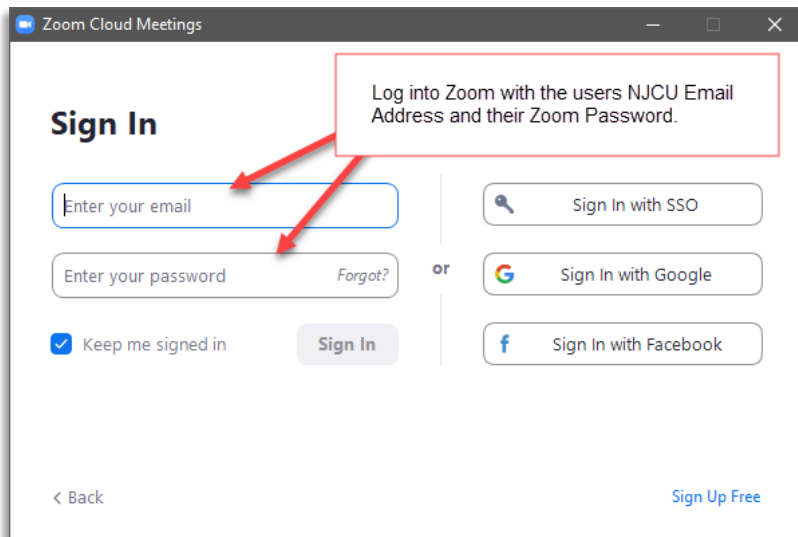 Zoom Cloud Meetings
Log into Zoom with the users NJCU Email
Address and their Zoom Password.
Sign In
Enter your email
Enter your password Forgot?
Keep me signed in Sign In
or
Sign In with SSO
Sign In with Google
Sign In with Facebook
< Back
Sign Up Free